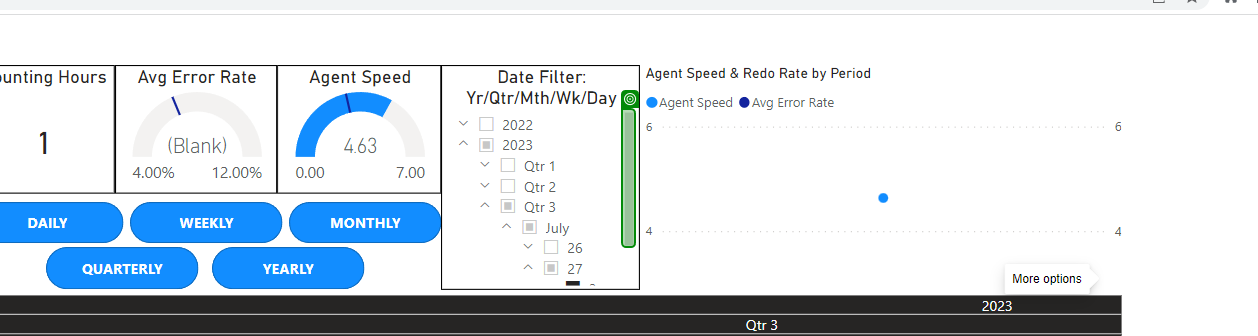 ounting Hours
1
Avg Error Rate
(Blank)
4.00% 12.00%
Agent Speed
4.63
0.00 7.00
DAILY
WEEKLY
MONTHLY
QUARTERLY
YEARLY
Date Filter:
Yr/Qtr/Mth/Wk/Day
2022
2023
Qtr 1
Qtr 2
Qtr 3
July
26
27
Agent Speed & Redo Rate by Period
Agent Speed Avg Error Rate
6 6
4 4
More options
2023
Qtr 3